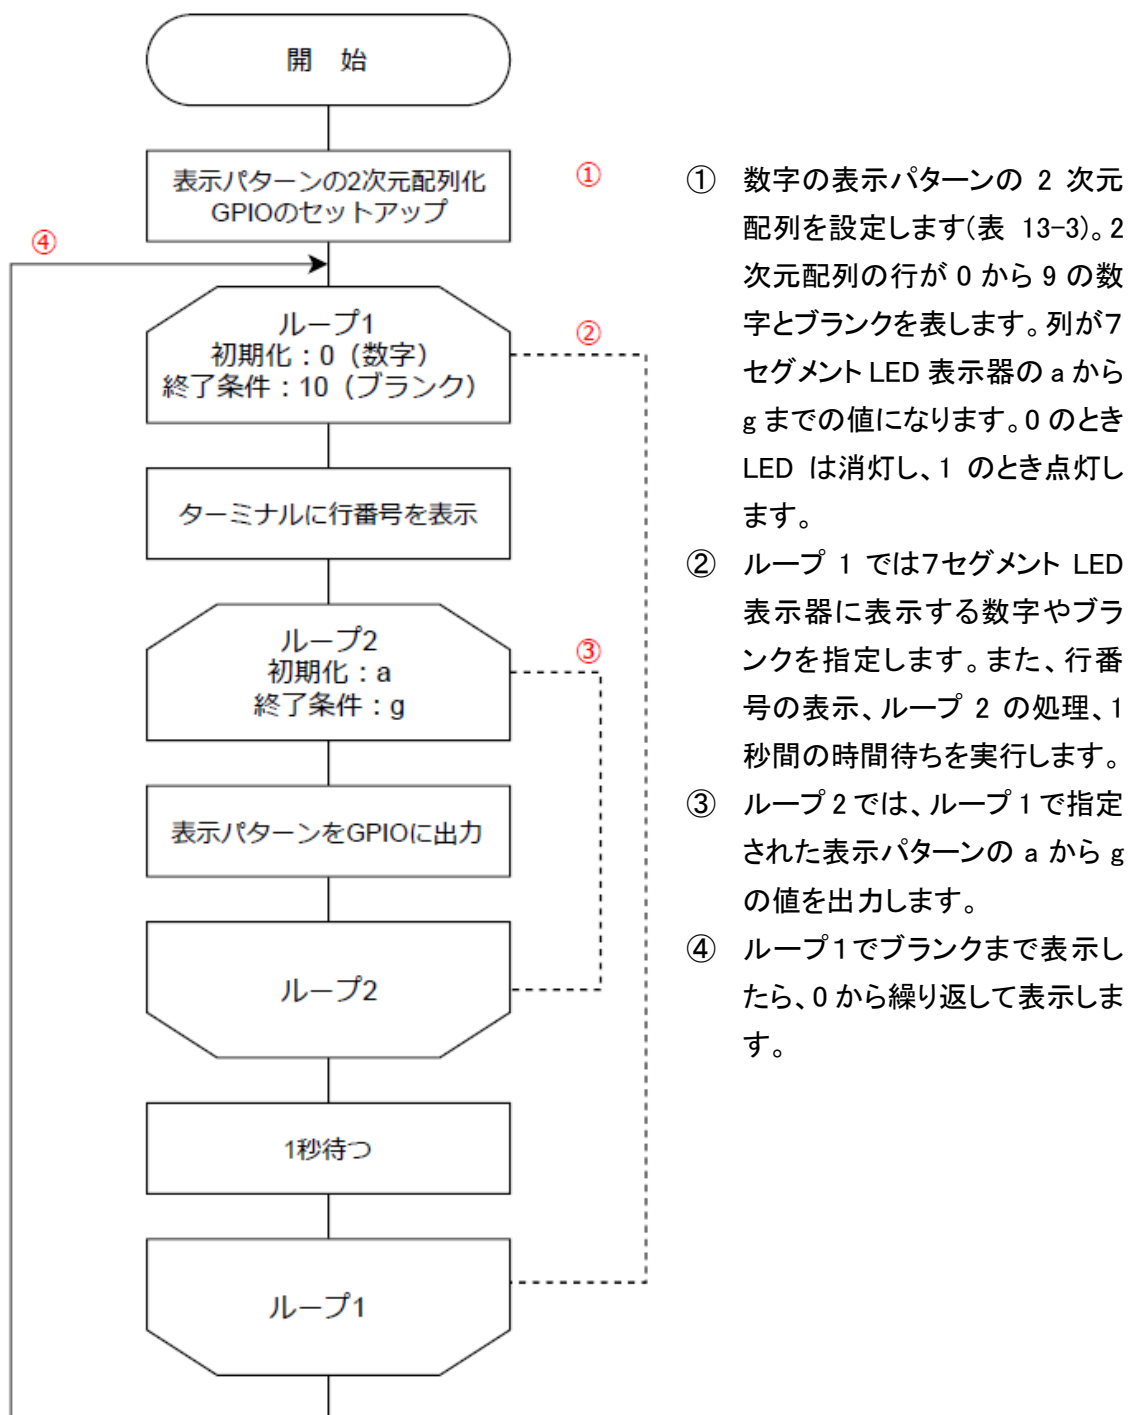 開　始
表示パターンの2次元配列化
GPIOのセットアップ
①
④
ループ1
初期化：0（数字）
終了条件：10（ブランク）
②
ターミナルに行番号を表示
ループ2
初期化：a
終了条件：g
③
表示パターンをGPIOに出力
ループ2
1秒待つ
ループ1
① 数字の表示パターンの 2 次元
配列を設定します(表 13-3)。2
次元配列の行が 0 から 9 の数
字とブランクを表します。列が７
セグメント LED 表示器の a から
g までの値になります。0 のとき
LED は消灯し、1 のとき点灯し
ます。
② ループ 1 では７セグメント LED
表示器に表示する数字やブラ
ンクを指定します。また、行番
号の表示、ループ 2 の処理、1
秒間の時間待ちを実行します。
③ ループ 2 では、ループ 1 で指定
された表示パターンの a から g
の値を出力します。
④ ループ１でブランクまで表示し
たら、0 から繰り返して表示しま
す。